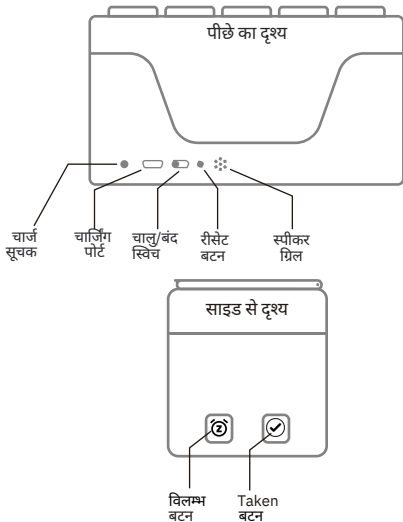 पीछे का दृश्य
चार्ज
सूचक
चार्जिंग
पोर्ट
चालु/बंद
स्विच
रीसेट
बटन
स्पीकर
ग्रिल
साइड से दृश्य
विलम्भ
बटन
Taken
बटन